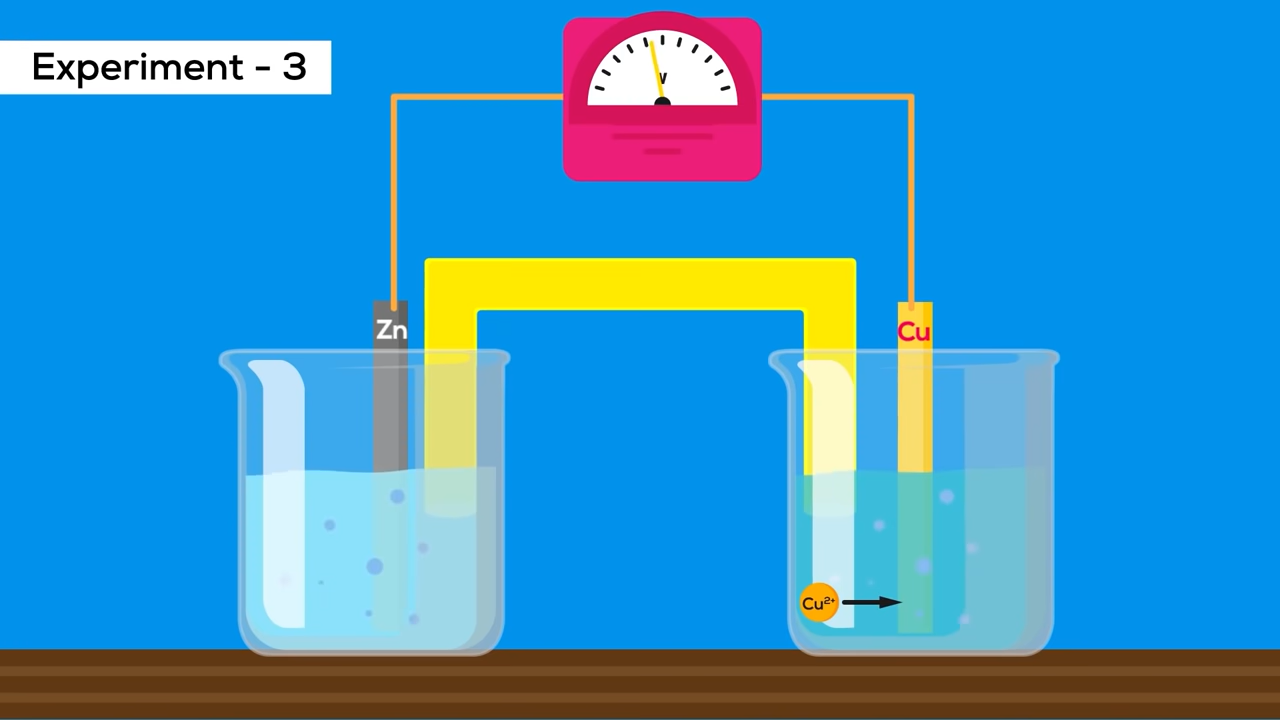 Experiment - 3
V
Zn
Cu
Cu²⁺